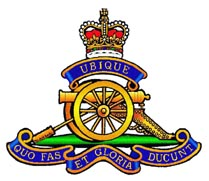 UBIQUE
QUO FAS ET GLORIA DUCUNT